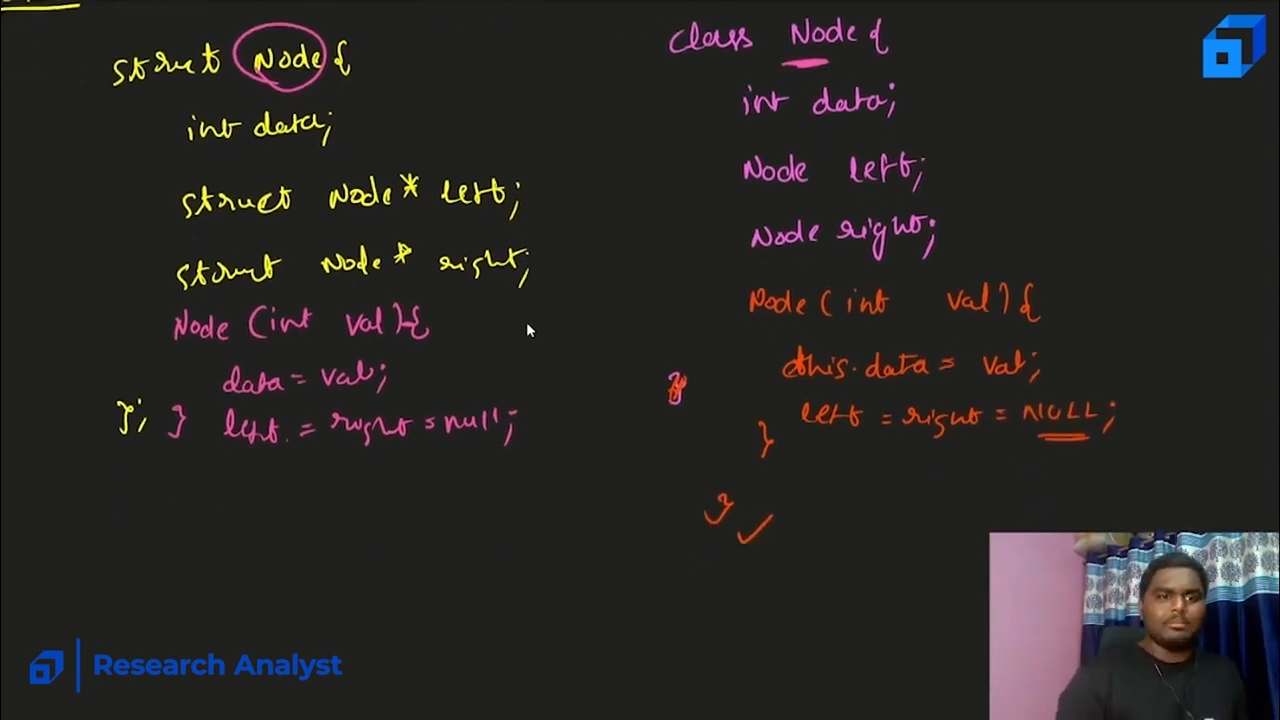 struct Node{
int data;
struct Node* left;
struct Node* right;
Node (int val){
data = val;
left = right = null;
}
};
class Node{
int data;
Node left;
Node right;
Node (int val){
this.data = val;
left = right = NULL;
}
}
Research Analyst